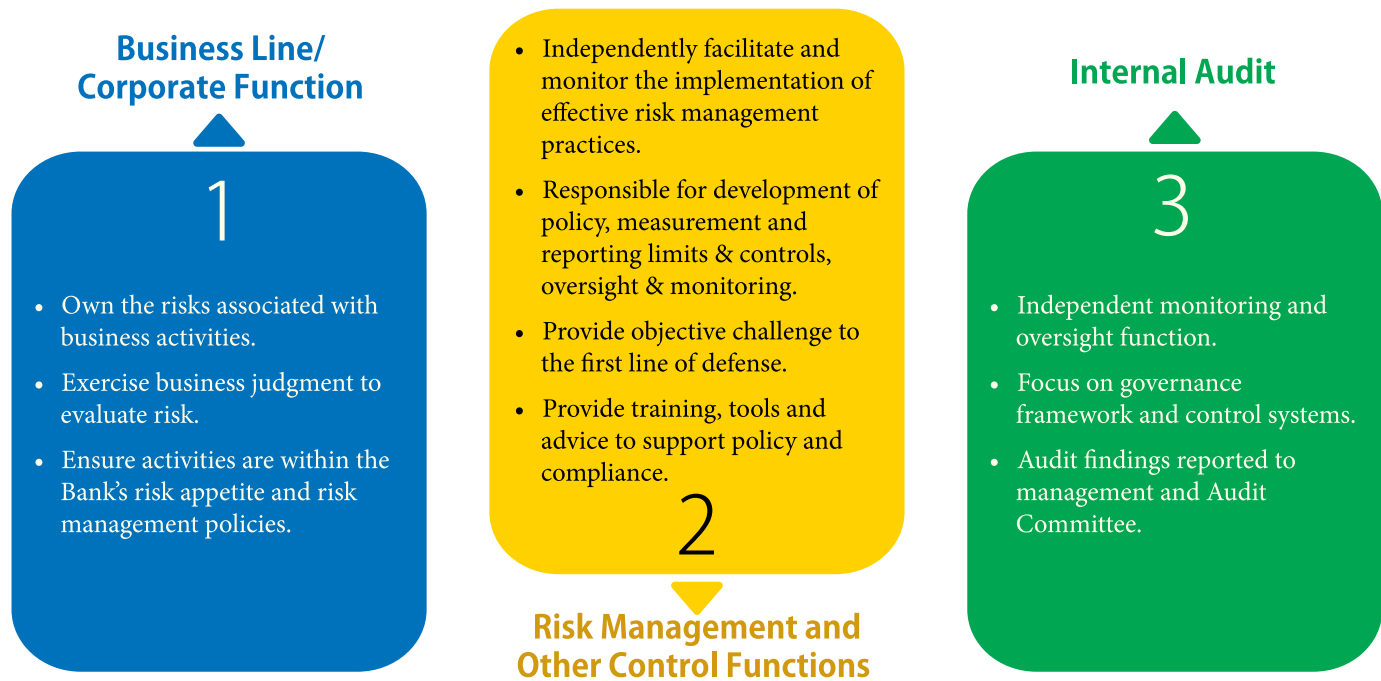 Business Line/
Corporate Function
1
• Own the risks associated with
business activities.
• Exercise business judgment to
evaluate risk.
• Ensure activities are within the
Bank’s risk appetite and risk
management policies.
• Independently facilitate and
monitor the implementation of
effective risk management
practices.
• Responsible for development of
policy, measurement and
reporting limits & controls,
oversight & monitoring.
• Provide objective challenge to
the first line of defense.
• Provide training, tools and
advice to support policy and
compliance.
2
Risk Management and
Other Control Functions
Internal Audit
3
• Independent monitoring and
oversight function.
• Focus on governance
framework and control systems.
• Audit findings reported to
management and Audit
Committee.